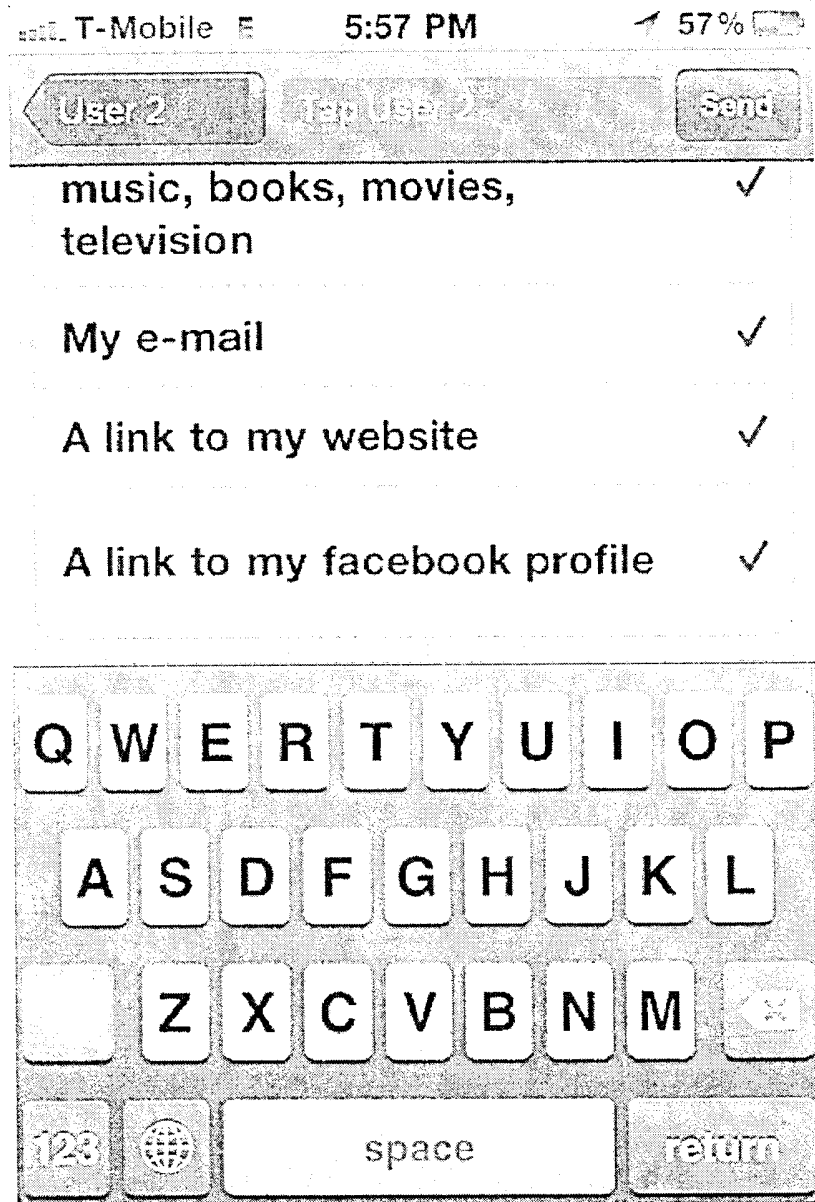 T-Mobile E 5:57 PM 57%
User 2 Tap User 2 Send
music, books, movies, ✓
television
My e-mail ✓
A link to my website ✓
A link to my facebook profile ✓
Q W E R T Y U I O P
A S D F G H J K L
Z X C V B N M
123 space return